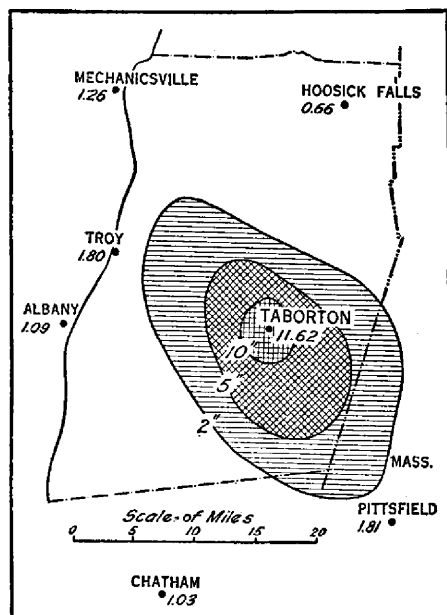 MECHANICSVILLE
1.26
HOOSICK FALLS
0.66
TROY
1.80
ALBANY
1.09
TABORTON
11.62
10"
5"
2"
MASS.
Scale of Miles
0 5 10 15 20
PITTSFIELD
1.81
CHATHAM
1.03